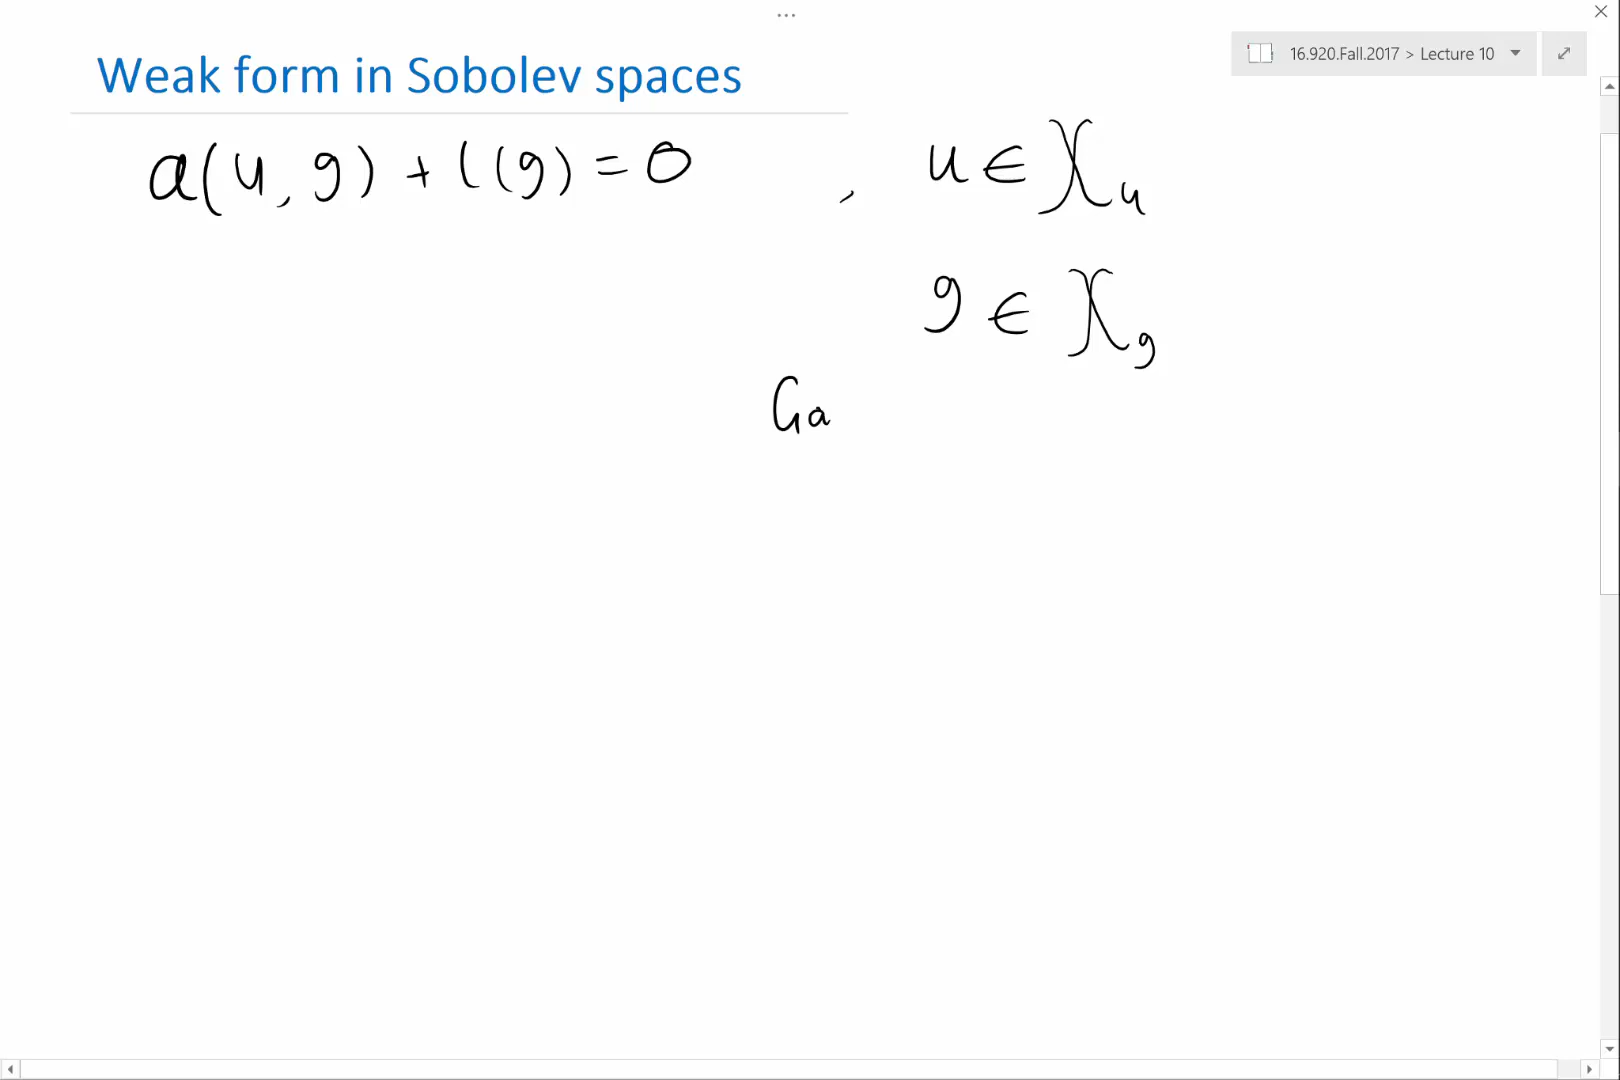 ...
16.920.Fall.2017 > Lecture 10
Weak form in Sobolev spaces
a(u, g) + l(g) = 0 , u ∈ X_u
g ∈ X_g
Ga